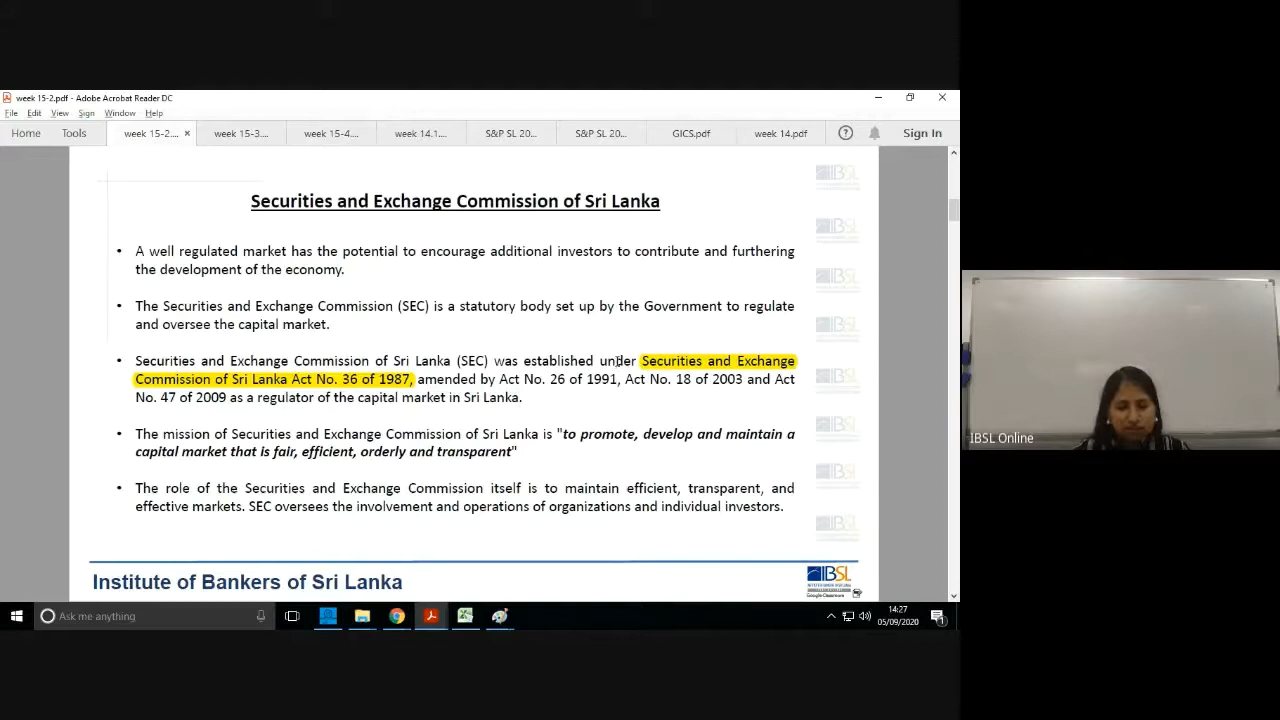 week 15-2.pdf - Adobe Acrobat Reader DC
File Edit View Sign Window Help
Home Tools week 15-2.... × week 15-3.... week 15-4.... week 14.1.... S&P SL 20... S&P SL 20... GICS.pdf week 14.pdf Sign In
Securities and Exchange Commission of Sri Lanka
• A well regulated market has the potential to encourage additional investors to contribute and furthering
the development of the economy.
• The Securities and Exchange Commission (SEC) is a statutory body set up by the Government to regulate
and oversee the capital market.
• Securities and Exchange Commission of Sri Lanka (SEC) was established under Securities and Exchange
Commission of Sri Lanka Act No. 36 of 1987, amended by Act No. 26 of 1991, Act No. 18 of 2003 and Act
No. 47 of 2009 as a regulator of the capital market in Sri Lanka.
• The mission of Securities and Exchange Commission of Sri Lanka is "to promote, develop and maintain a
capital market that is fair, efficient, orderly and transparent"
• The role of the Securities and Exchange Commission itself is to maintain efficient, transparent, and
effective markets. SEC oversees the involvement and operations of organizations and individual investors.
Institute of Bankers of Sri Lanka
IBSL
Google Classroom
IBSL Online
Ask me anything
14:27
05/09/2020
1